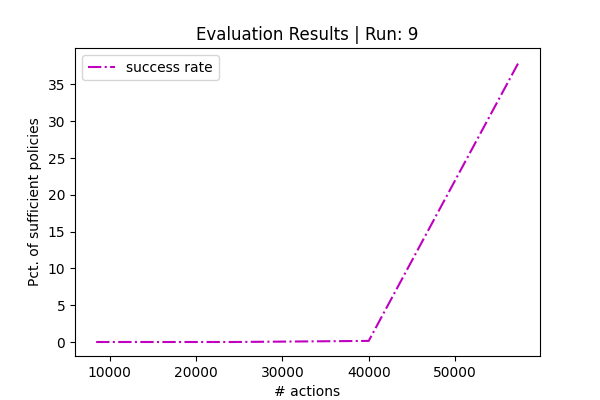 Evaluation Results | Run: 9
success rate
Pct. of sufficient policies
35
30
25
20
15
10
5
0
10000 20000 30000 40000 50000
# actions